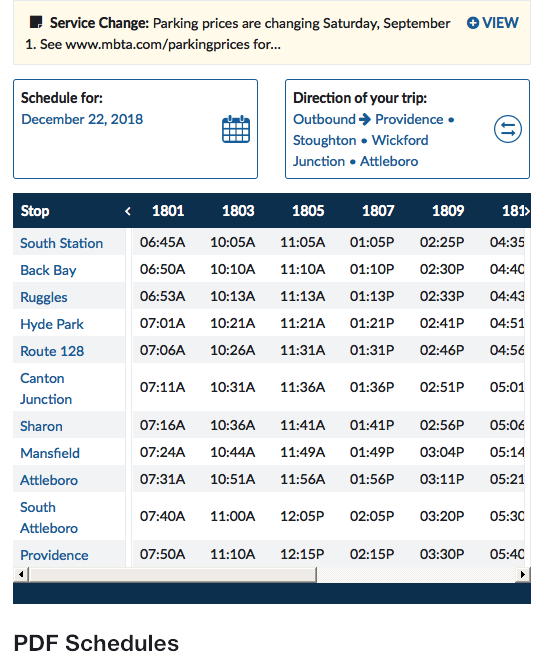 Service Change: Parking prices are changing Saturday, September VIEW
1. See www.mbta.com/parkingprices for...
Schedule for:
December 22, 2018
Direction of your trip:
Outbound → Providence •
Stoughton • Wickford
Junction • Attleboro
Stop < 1801 1803 1805 1807 1809 181>
South Station 06:45A 10:05A 11:05A 01:05P 02:25P 04:35
Back Bay 06:50A 10:10A 11:10A 01:10P 02:30P 04:40
Ruggles 06:53A 10:13A 11:13A 01:13P 02:33P 04:43
Hyde Park 07:01A 10:21A 11:21A 01:21P 02:41P 04:51
Route 128 07:06A 10:26A 11:31A 01:31P 02:46P 04:56
Canton
Junction 07:11A 10:31A 11:36A 01:36P 02:51P 05:01
Sharon 07:16A 10:36A 11:41A 01:41P 02:56P 05:06
Mansfield 07:24A 10:44A 11:49A 01:49P 03:04P 05:14
Attleboro 07:31A 10:51A 11:56A 01:56P 03:11P 05:21
South
Attleboro 07:40A 11:00A 12:05P 02:05P 03:20P 05:30
Providence 07:50A 11:10A 12:15P 02:15P 03:30P 05:40
PDF Schedules